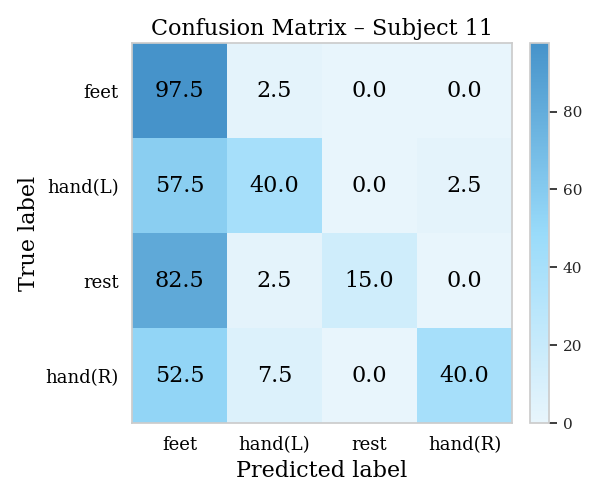 Confusion Matrix – Subject 11
feet 97.5 2.5 0.0 0.0
hand(L) 57.5 40.0 0.0 2.5
rest 82.5 2.5 15.0 0.0
hand(R) 52.5 7.5 0.0 40.0
feet hand(L) rest hand(R)
Predicted label
True label
80
60
40
20
0